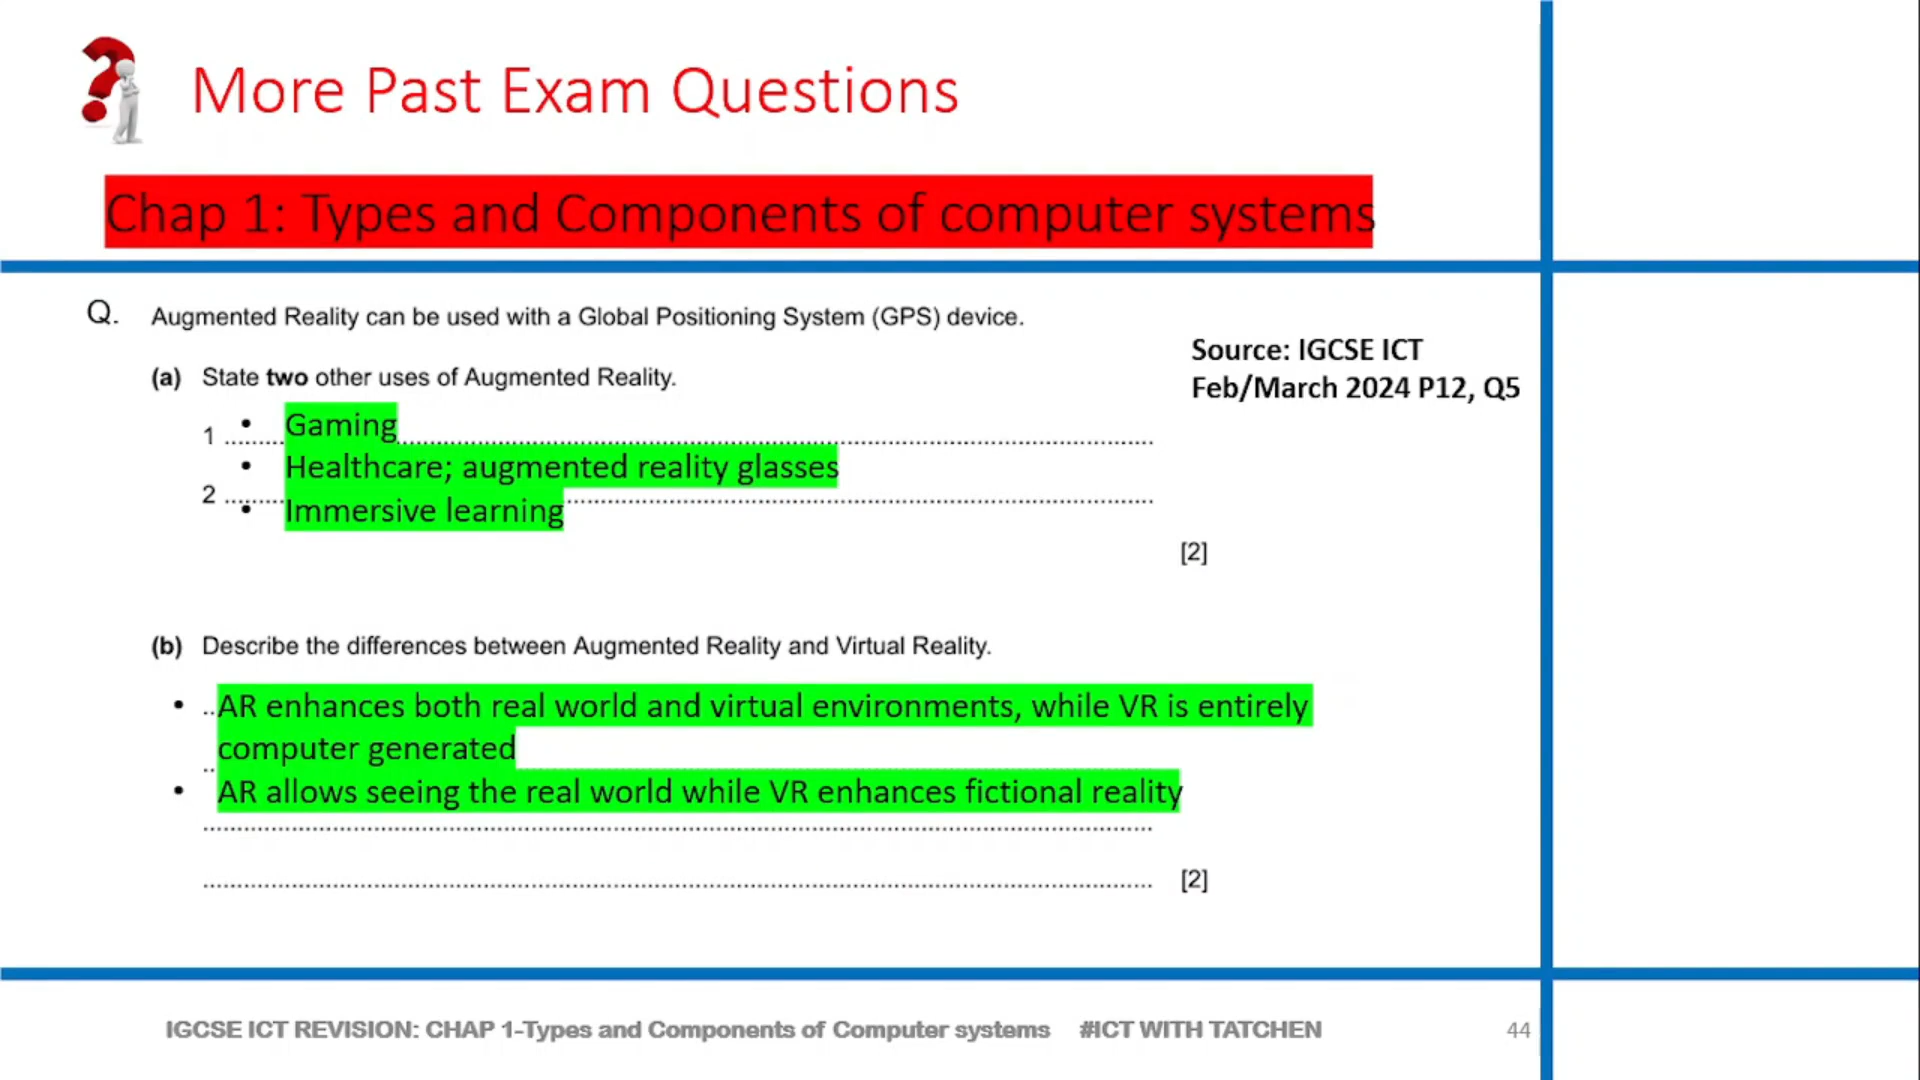 More Past Exam Questions
Chap 1: Types and Components of computer systems
Q. Augmented Reality can be used with a Global Positioning System (GPS) device.
Source: IGCSE ICT
Feb/March 2024 P12, Q5
(a) State two other uses of Augmented Reality.
1 • Gaming
• Healthcare; augmented reality glasses
2
• Immersive learning
[2]
(b) Describe the differences between Augmented Reality and Virtual Reality.
• AR enhances both real world and virtual environments, while VR is entirely
computer generated
• AR allows seeing the real world while VR enhances fictional reality
[2]
IGCSE ICT REVISION: CHAP 1-Types and Components of Computer systems #ICT WITH TATCHEN 44